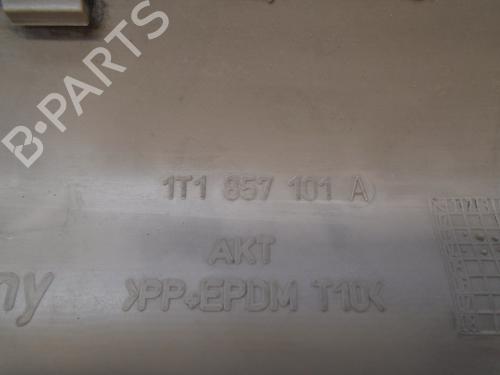 B-PARTS
1T1 857 101 A
AKT
>PP+EPDM T10<